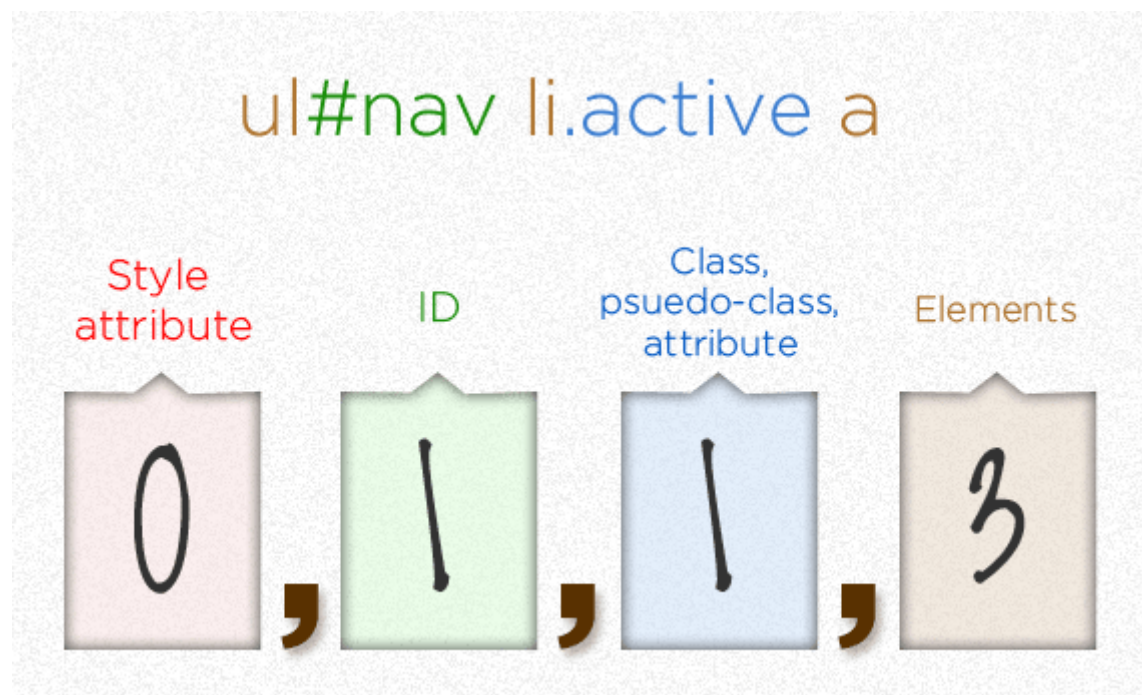 ul#nav li.active a
Style
attribute
ID
Class,
psuedo-class,
attribute
Elements
0 , 1 , 1 , 3